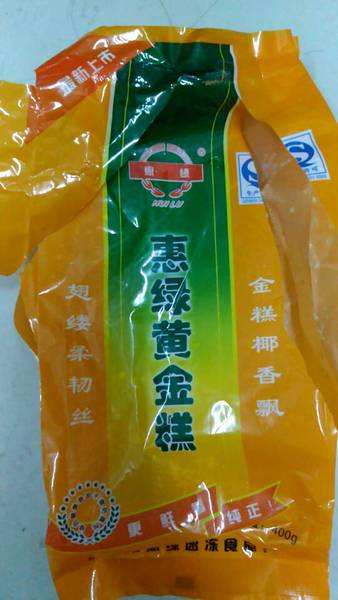 最新上市
惠绿
®
HUI LU
QS
惠绿黄金糕
金糕椰香飘
翅缕柔韧丝
更鲜
纯正
400g
速冻食品